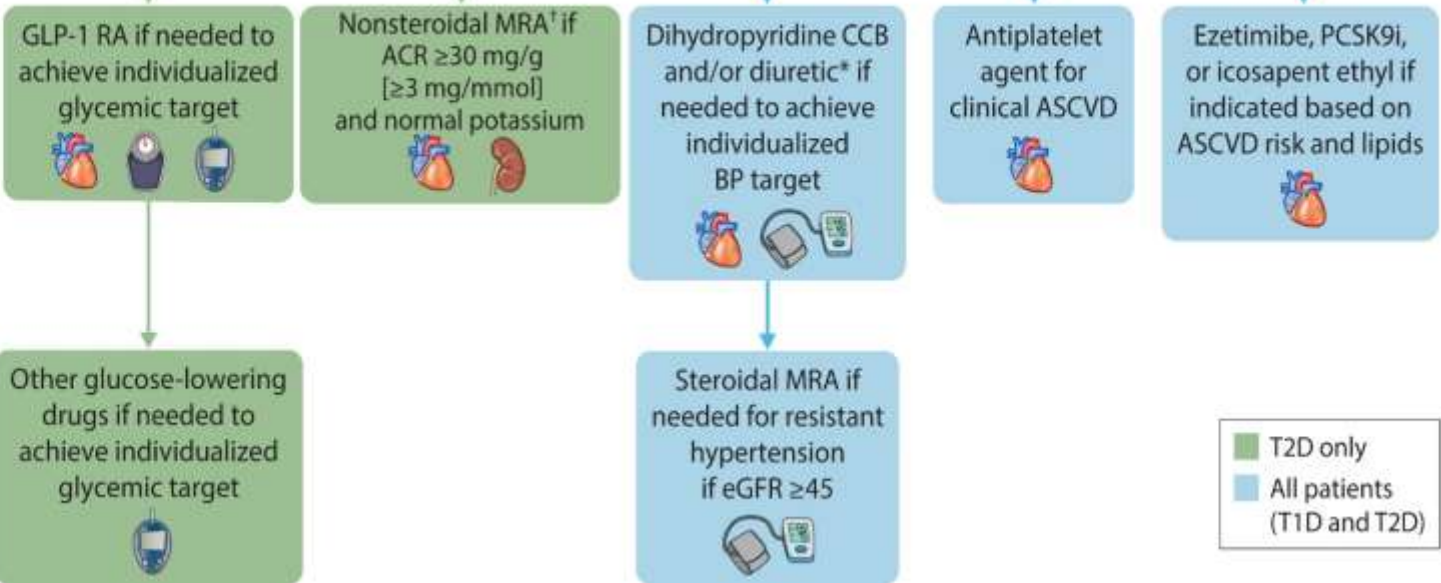 GLP-1 RA if needed to
achieve individualized
glycemic target
Nonsteroidal MRA† if
ACR ≥30 mg/g
[≥3 mg/mmol]
and normal potassium
Dihydropyridine CCB
and/or diuretic* if
needed to achieve
individualized
BP target
Antiplatelet
agent for
clinical ASCVD
Ezetimibe, PCSK9i,
or icosapent ethyl if
indicated based on
ASCVD risk and lipids
Other glucose-lowering
drugs if needed to
achieve individualized
glycemic target
Steroidal MRA if
needed for resistant
hypertension
if eGFR ≥45
T2D only
All patients
(T1D and T2D)